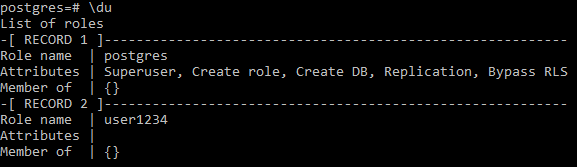 postgres=# \du
List of roles
-[ RECORD 1 ]-----------------------------------------------------------
Role name  | postgres
Attributes | Superuser, Create role, Create DB, Replication, Bypass RLS
Member of  | {}
-[ RECORD 2 ]-----------------------------------------------------------
Role name  | user1234
Attributes |
Member of  | {}